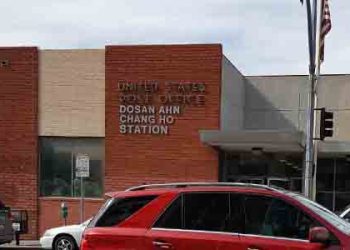 UNITED STATES
POST OFFICE
DOSAN AHN
CHANG HO
STATION